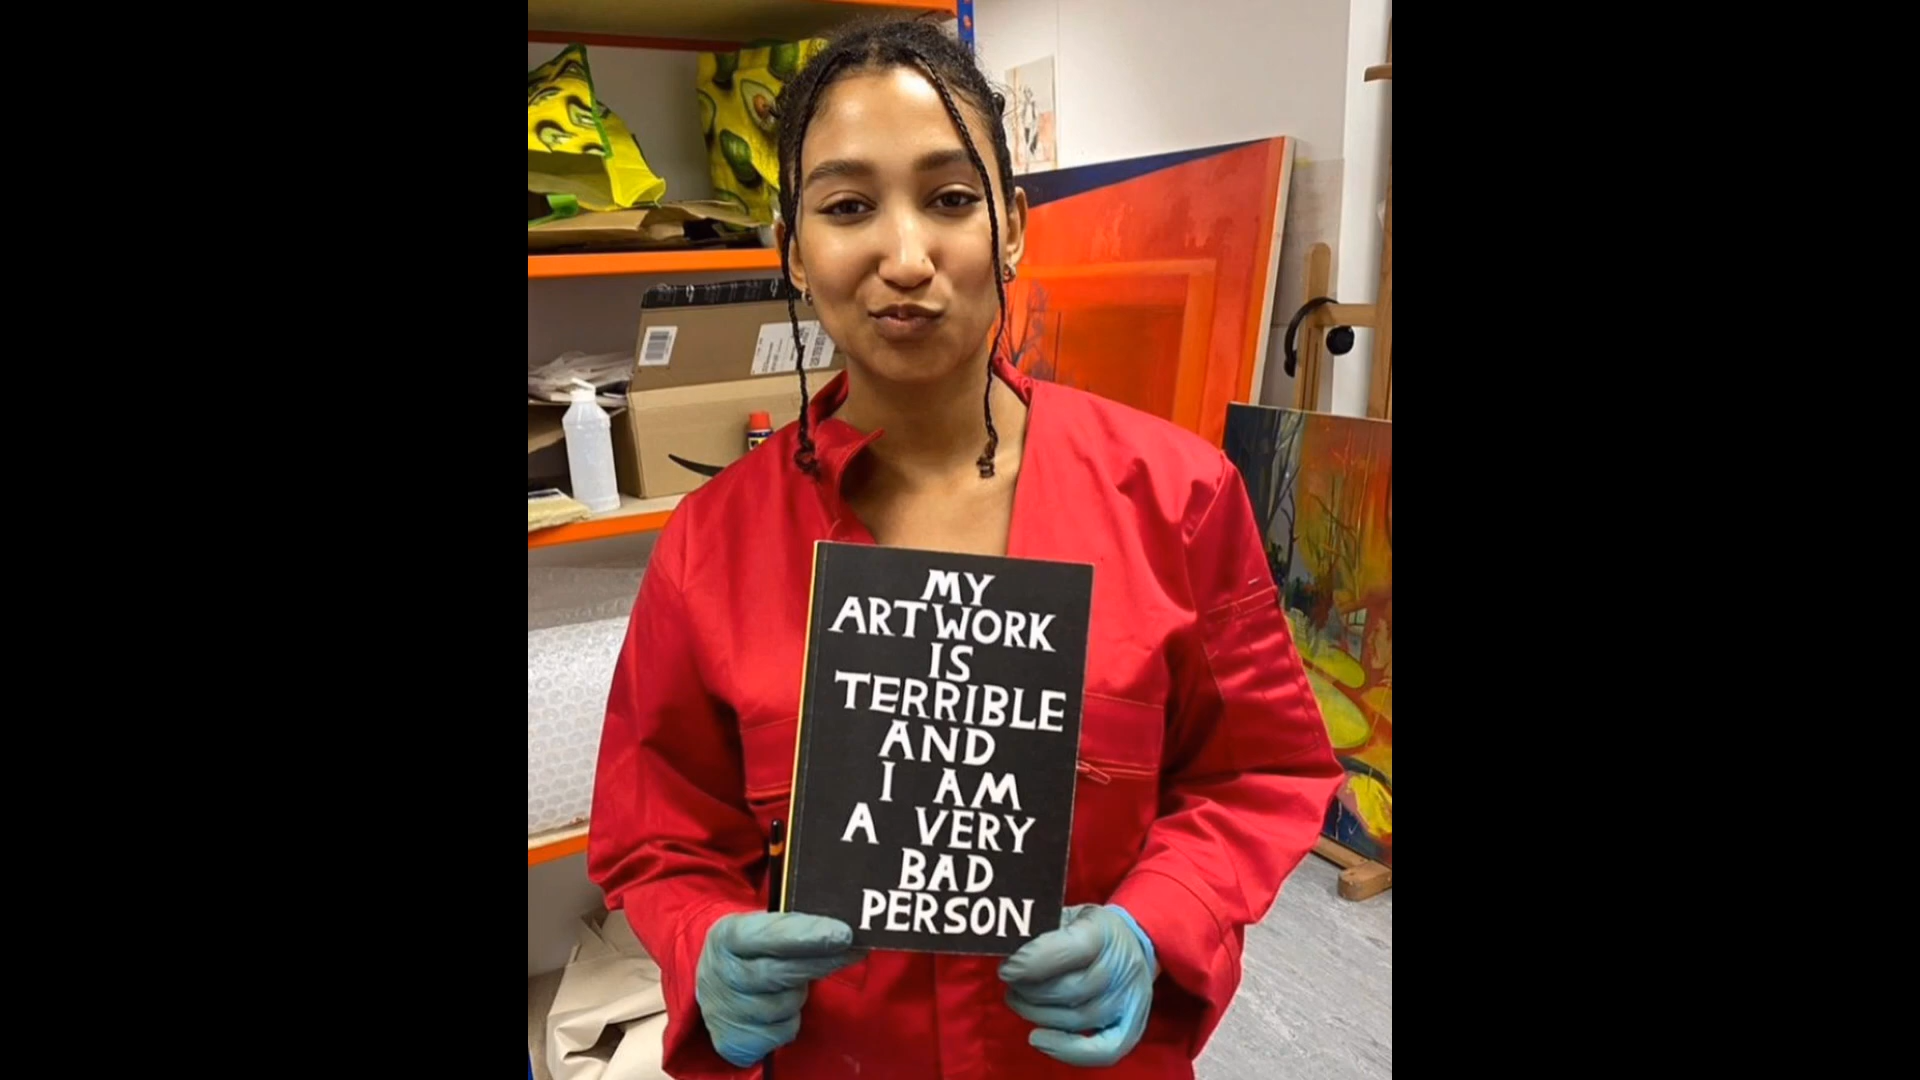 MY
ARTWORK
IS
TERRIBLE
AND
I AM
A VERY
BAD
PERSON